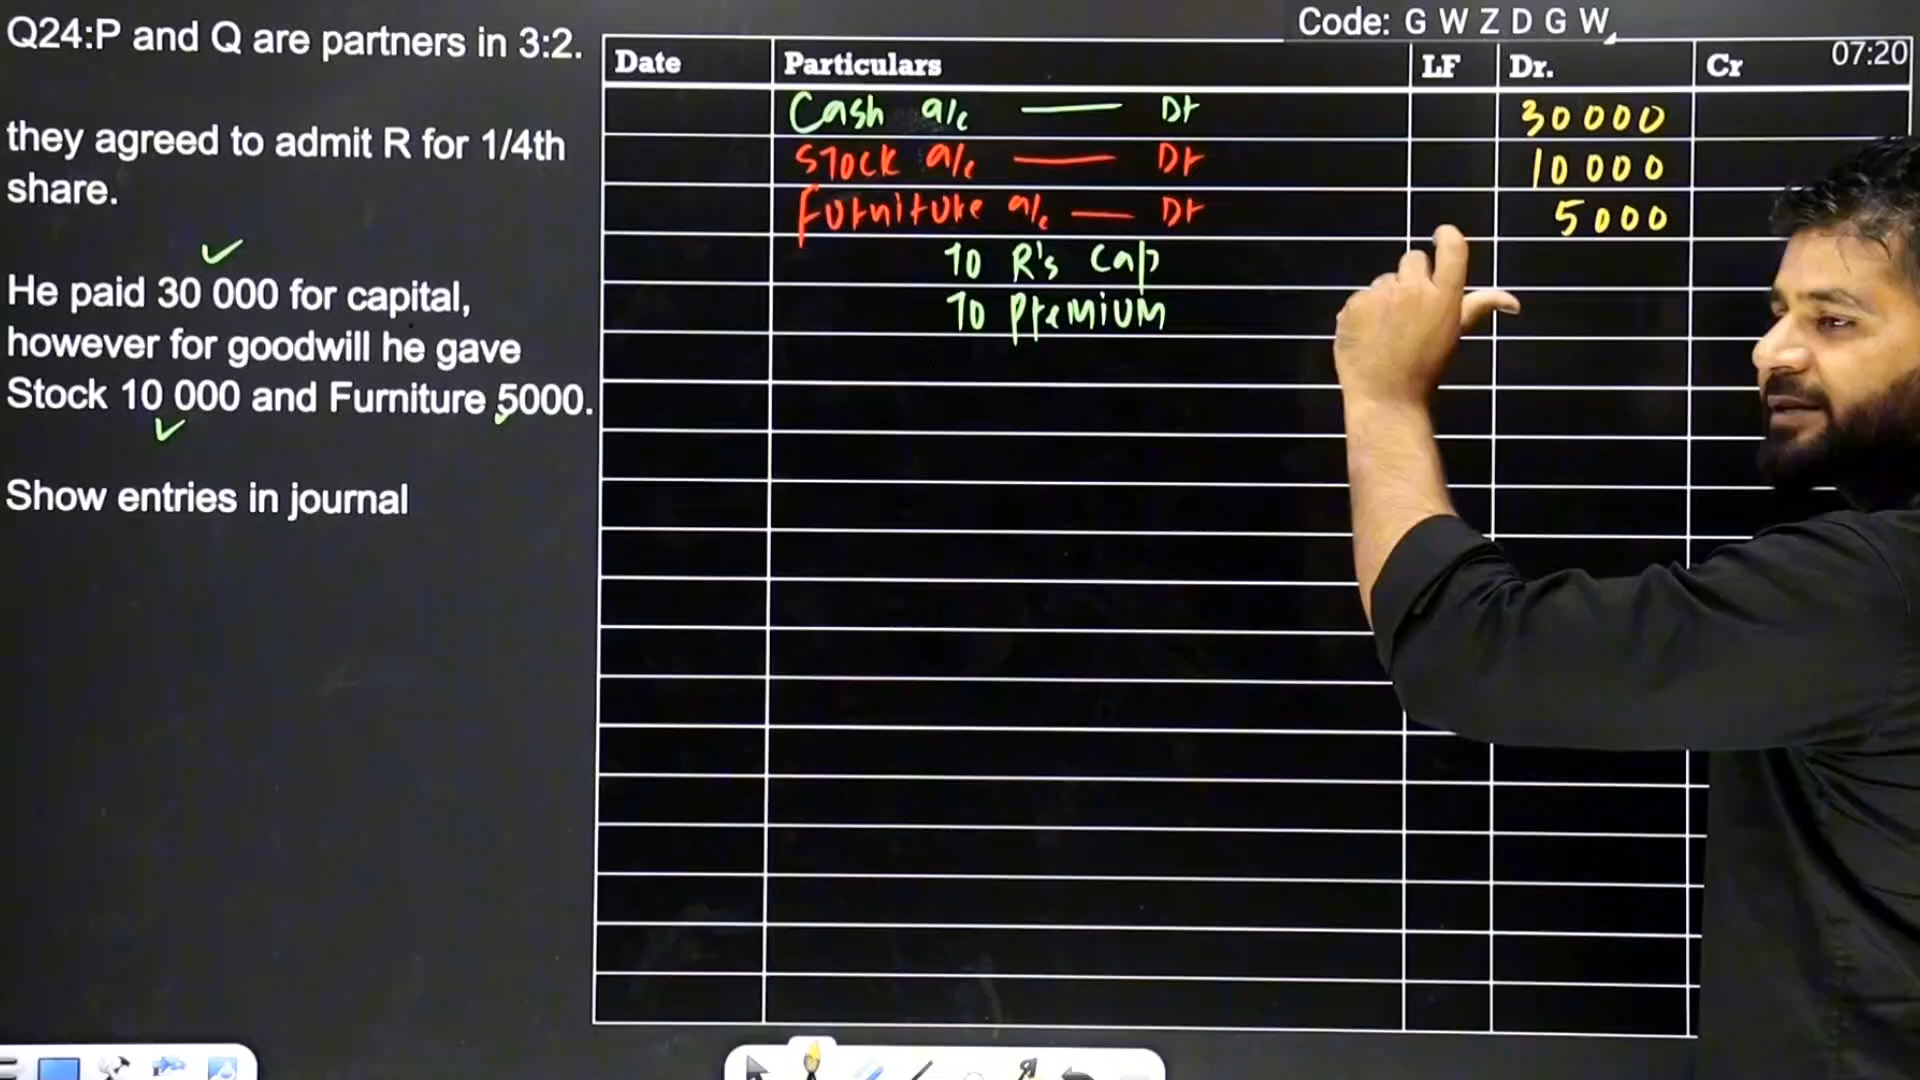 Code: G W Z D G W
07:20
Q24:P and Q are partners in 3:2.
they agreed to admit R for 1/4th
share.
He paid 30 000 for capital,
however for goodwill he gave
Stock 10 000 and Furniture 5000.
Show entries in journal
Date Particulars LF Dr. Cr
Cash a/c Dr 30000
Stock a/c Dr 10000
Furniture a/c Dr 5000
To R's Cap
To Premium